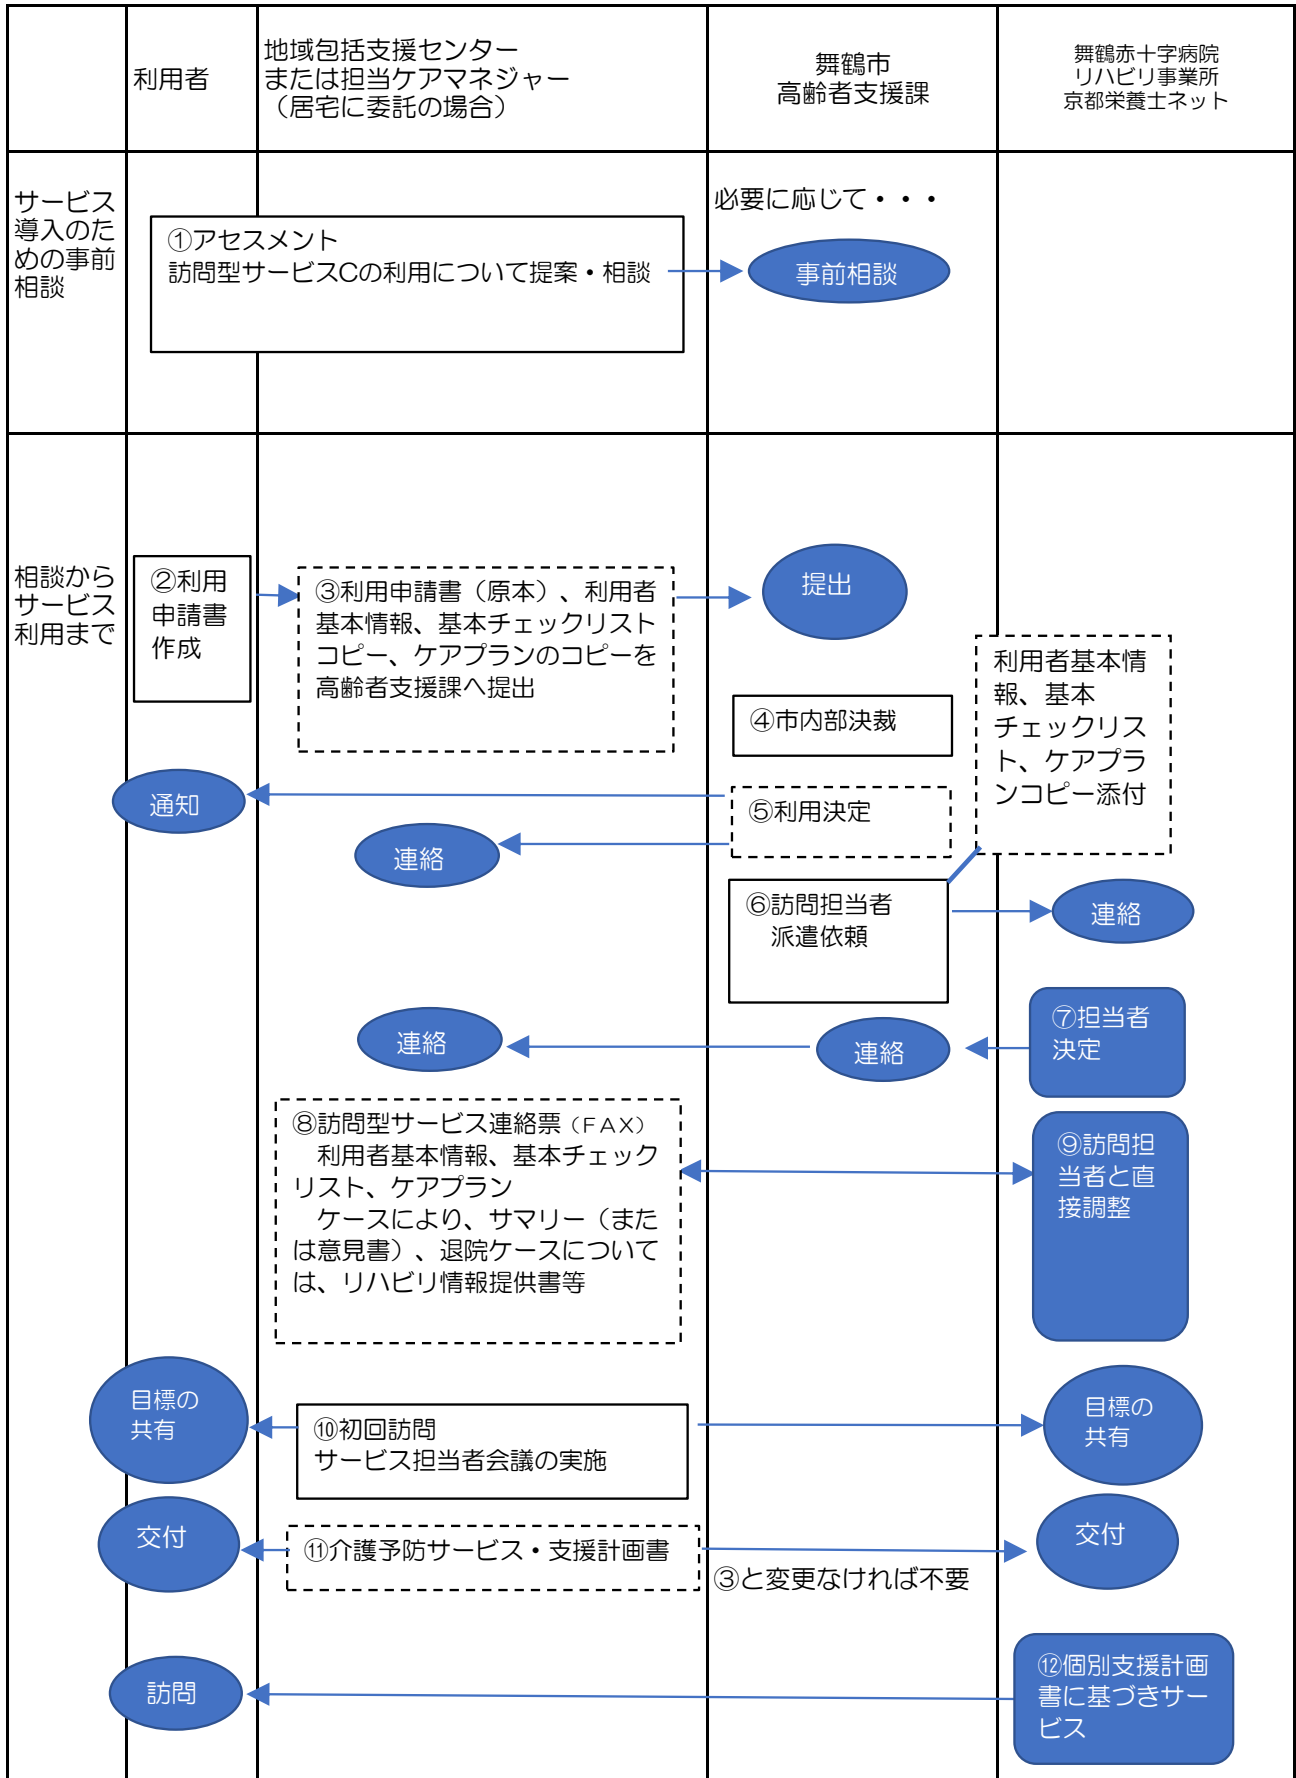 利用者
地域包括支援センター
または担当ケアマネジャー
（居宅に委託の場合）
舞鶴市
高齢者支援課
舞鶴赤十字病院
リハビリ事業所
京都栄養士ネット
サービス
導入のた
めの事前
相談
①アセスメント
訪問型サービスCの利用について提案・相談
必要に応じて・・・
事前相談
相談から
サービス
利用まで
②利用
申請書
作成
③利用申請書（原本）、利用者
基本情報、基本チェックリスト
コピー、ケアプランのコピーを
高齢者支援課へ提出
提出
利用者基本情
報、基本
チェックリス
ト、ケアプラ
ンコピー添付
④市内部決裁
通知
⑤利用決定
連絡
⑥訪問担当者
派遣依頼
連絡
⑦担当者
決定
連絡
連絡
⑧訪問型サービス連絡票（ＦＡＸ）
利用者基本情報、基本チェック
リスト、ケアプラン
ケースにより、サマリー（また
は意見書）、退院ケースについて
は、リハビリ情報提供書等
⑨訪問担
当者と直
接調整
目標の
共有
⑩初回訪問
サービス担当者会議の実施
目標の
共有
交付
⑪介護予防サービス・支援計画書
③と変更なければ不要
交付
訪問
⑫個別支援計画
書に基づきサー
ビス